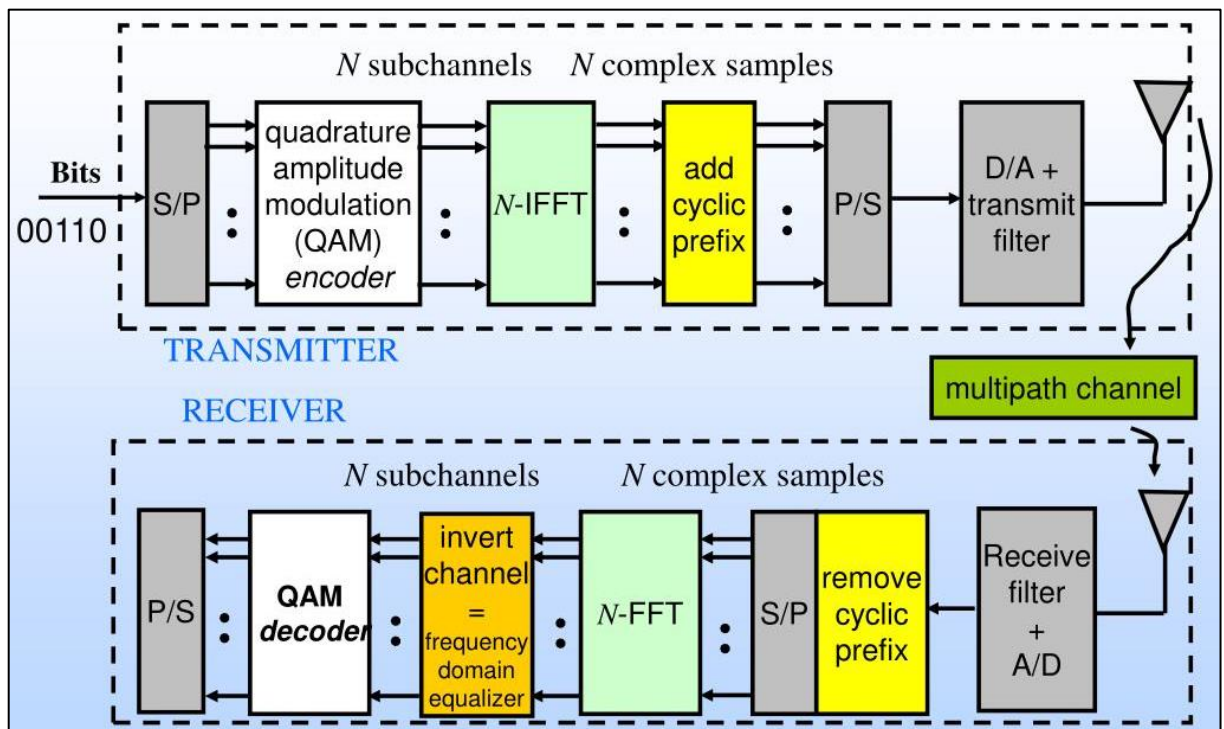 N subchannels
N complex samples
Bits
00110
S/P
quadrature
amplitude
modulation
(QAM)
encoder
N-IFFT
add
cyclic
prefix
P/S
D/A +
transmit
filter
TRANSMITTER
multipath channel
RECEIVER
N subchannels
N complex samples
P/S
QAM
decoder
invert
channel
=
frequency
domain
equalizer
N-FFT
S/P
remove
cyclic
prefix
Receive
filter
+
A/D